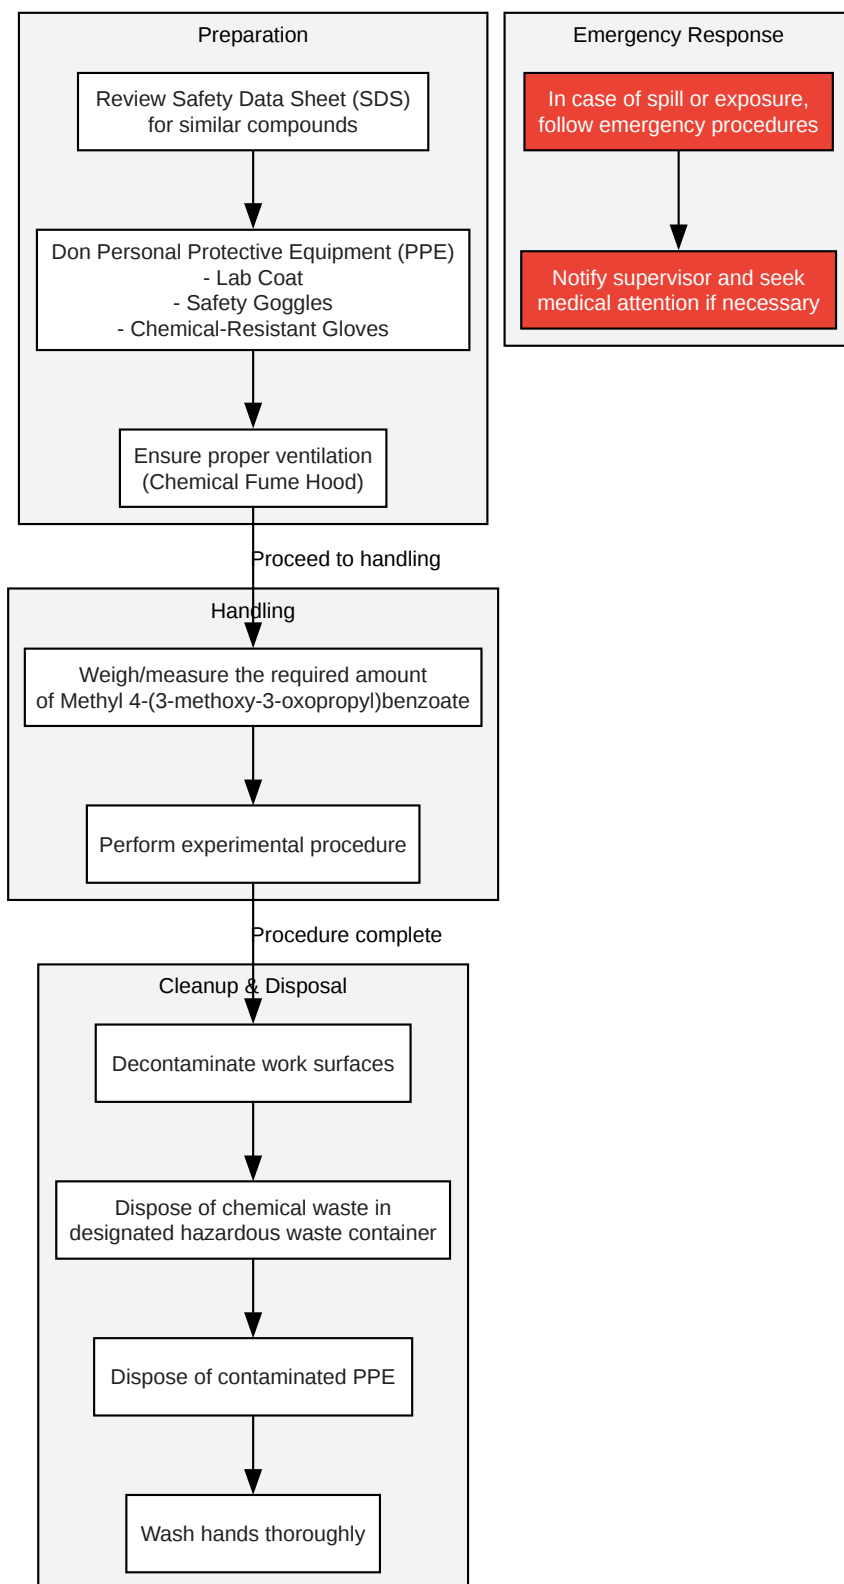 Preparation
Review Safety Data Sheet (SDS)
for similar compounds
Don Personal Protective Equipment (PPE)
- Lab Coat
- Safety Goggles
- Chemical-Resistant Gloves
Ensure proper ventilation
(Chemical Fume Hood)
Proceed to handling
Handling
Weigh/measure the required amount
of Methyl 4-(3-methoxy-3-oxopropyl)benzoate
Perform experimental procedure
Procedure complete
Cleanup & Disposal
Decontaminate work surfaces
Dispose of chemical waste in
designated hazardous waste container
Dispose of contaminated PPE
Wash hands thoroughly
Emergency Response
In case of spill or exposure,
follow emergency procedures
Notify supervisor and seek
medical attention if necessary